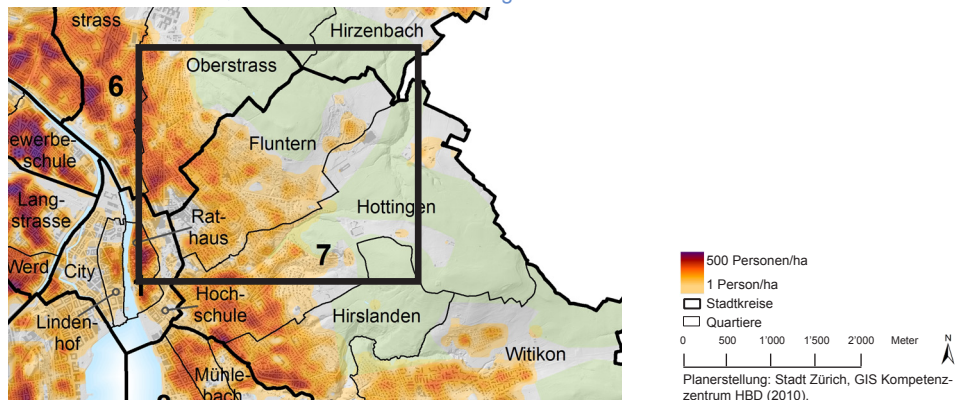 strass
Hirzenbach
Oberstrass
6
Fluntern
ewerbe-
schule
Lang-
strasse
Hottingen
Rat-
haus
7
Werd
City
Hoch-
schule
Linden-
hof
Hirslanden
Witikon
Mühle-
bach
500 Personen/ha
1 Person/ha
Stadtkreise
Quartiere
0 500 1'000 1'500 2'000 Meter
N
Planerstellung: Stadt Zürich, GIS Kompetenz-
zentrum HBD (2010).